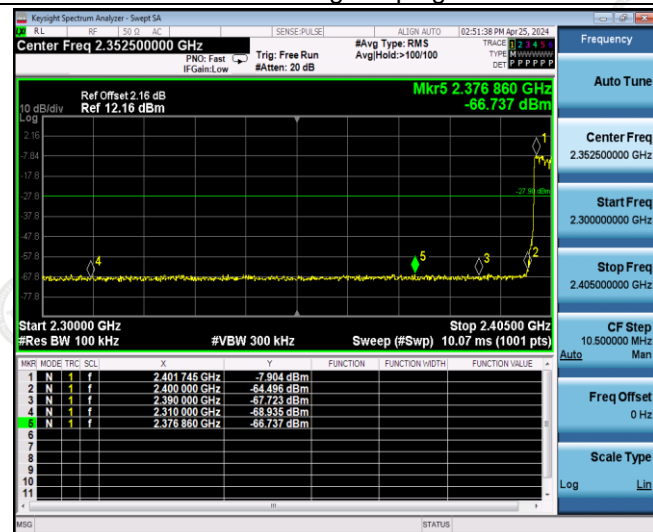 Keysight Spectrum Analyzer - Swept SA
RL RF 50 Ω AC SENSE:PULSE ALIGN AUTO 02:51:38 PM Apr 25, 2024
Center Freq 2.352500000 GHz
PNO: Fast
IFGain:Low
Trig: Free Run
#Atten: 20 dB
#Avg Type: RMS
Avg|Hold:>100/100
TRACE 1 2 3 4 5 6
TYPE M W W W W W
DET P P P P P P
Ref Offset 2.16 dB
10 dB/div Ref 12.16 dBm
Log
Mkr5 2.376 860 GHz
-66.737 dBm
2.16
-7.84
-17.8
-27.8
-37.8
-47.8
-57.8
-67.8
-77.8
-27.90 dBm
1
2
3
4
5
Start 2.30000 GHz Stop 2.40500 GHz
#Res BW 100 kHz #VBW 300 kHz Sweep (#Swp) 10.07 ms (1001 pts)
MKR MODE TRC SCL X Y FUNCTION FUNCTION WIDTH FUNCTION VALUE
1 N 1 f 2.401 745 GHz -7.904 dBm
2 N 1 f 2.400 000 GHz -64.496 dBm
3 N 1 f 2.390 000 GHz -67.723 dBm
4 N 1 f 2.310 000 GHz -68.935 dBm
5 N 1 f 2.376 860 GHz -66.737 dBm
6
7
8
9
10
11
MSG STATUS
Frequency
Auto Tune
Center Freq
2.352500000 GHz
Start Freq
2.300000000 GHz
Stop Freq
2.405000000 GHz
CF Step
10.500000 MHz
Auto Man
Freq Offset
0 Hz
Scale Type
Log Lin